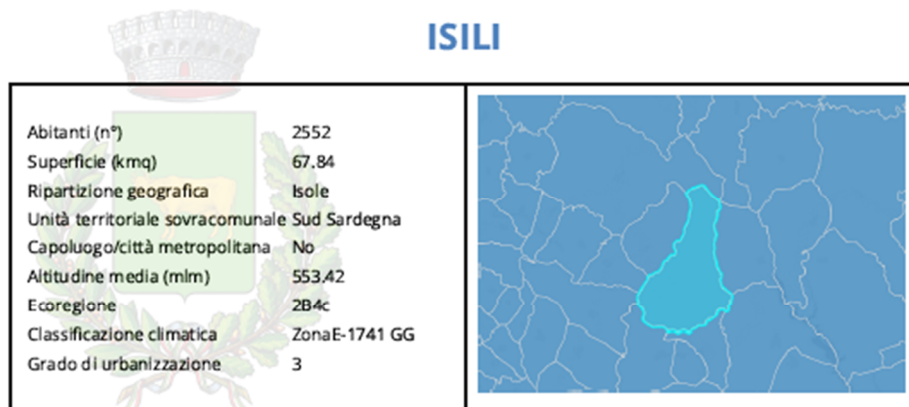 ISILI
Abitanti (n°) 2552
Superficie (kmq) 67.84
Ripartizione geografica Isole
Unità territoriale sovracomunale Sud Sardegna
Capoluogo/città metropolitana No
Altitudine media (mlm) 553.42
Ecoregione 2B4c
Classificazione climatica ZonaE-1741 GG
Grado di urbanizzazione 3